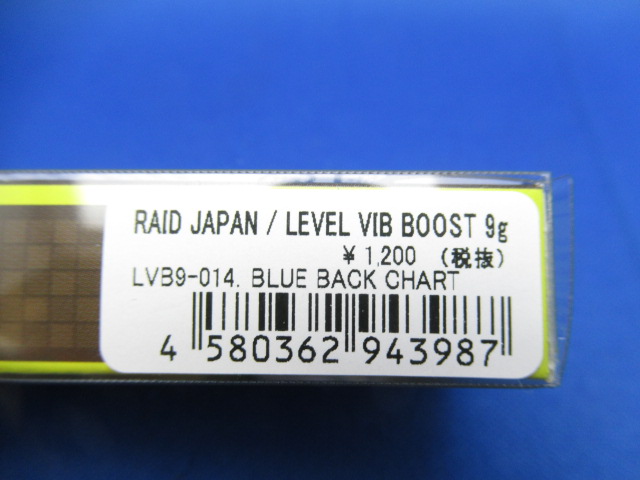 RAID JAPAN / LEVEL VIB BOOST 9g
¥ 1,200 (税抜)
LVB9-014. BLUE BACK CHART
4 580362 943987